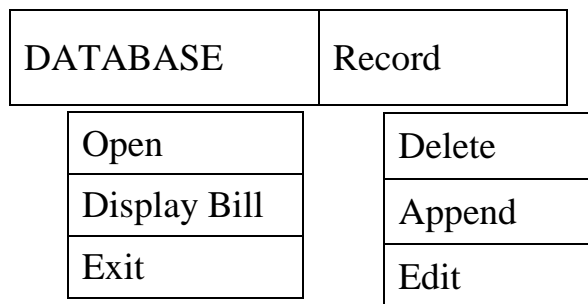 DATABASE Record
Open
Display Bill
Exit
Delete
Append
Edit